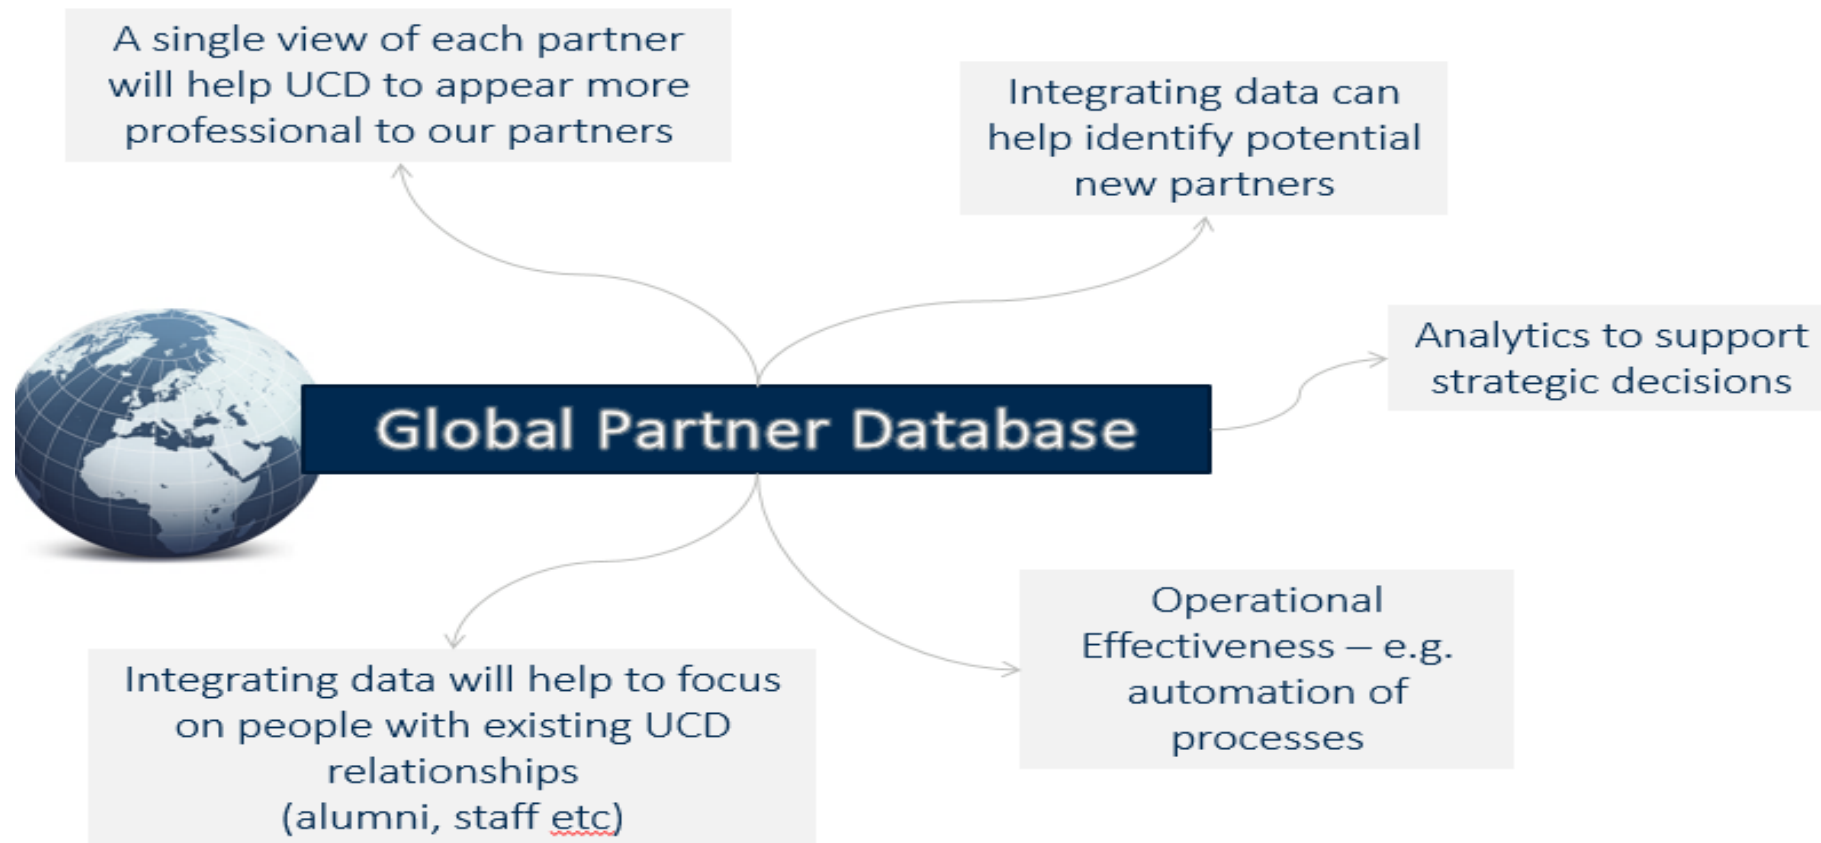 A single view of each partner
will help UCD to appear more
professional to our partners
Integrating data can
help identify potential
new partners
Analytics to support
strategic decisions
Global Partner Database
Integrating data will help to focus
on people with existing UCD
relationships
(alumni, staff etc)
Operational
Effectiveness – e.g.
automation of
processes